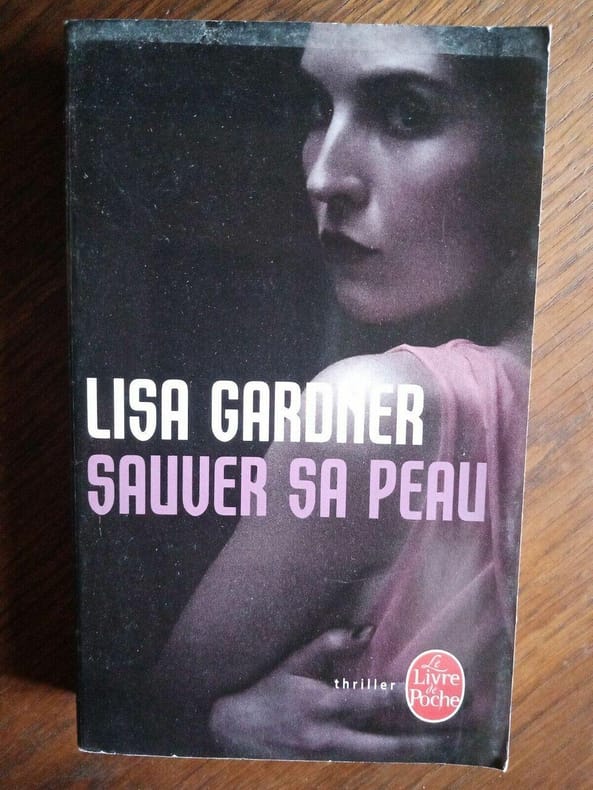 LISA GARDNER
SAUVER SA PEAU
thriller
Le
Livre
de
Poche